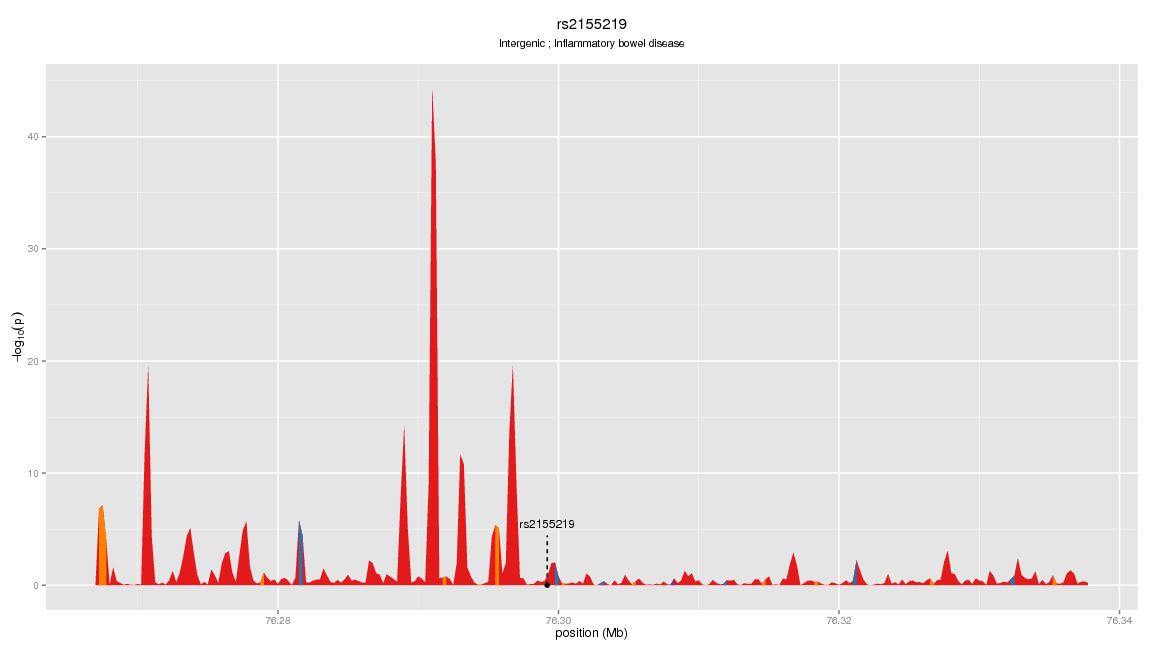 rs2155219
Intergenic ; Inflammatory bowel disease
40
30
20
10
0
−log10(p)
rs2155219
76.28
76.30
76.32
76.34
position (Mb)